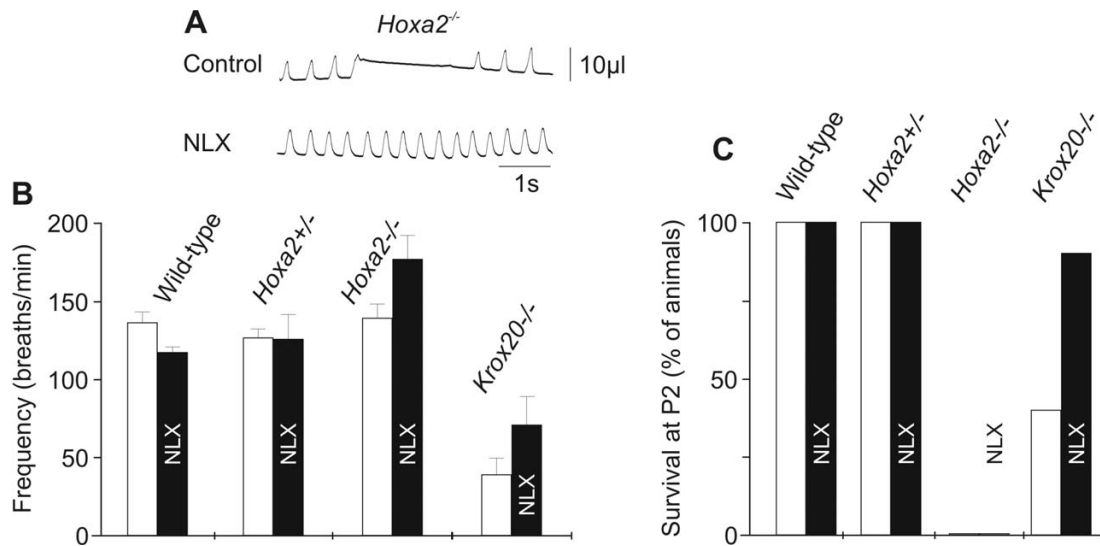 A
Hoxa2-/-
Control
10µl
NLX
1s
B
Frequency (breaths/min)
200
150
100
50
0
Wild-type
Hoxa2+/-
Hoxa2-/-
Krox20-/-
NLX
NLX
NLX
NLX
C
Survival at P2 (% of animals)
100
50
0
Wild-type
Hoxa2+/-
Hoxa2-/-
Krox20-/-
NLX
NLX
NLX
NLX